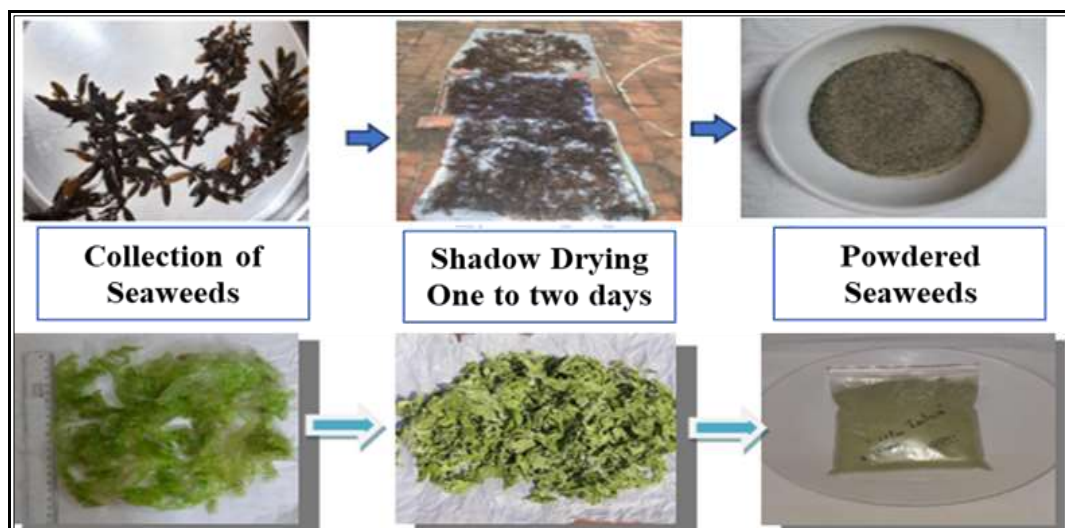 Collection of
Seaweeds
Shadow Drying
One to two days
Powdered
Seaweeds